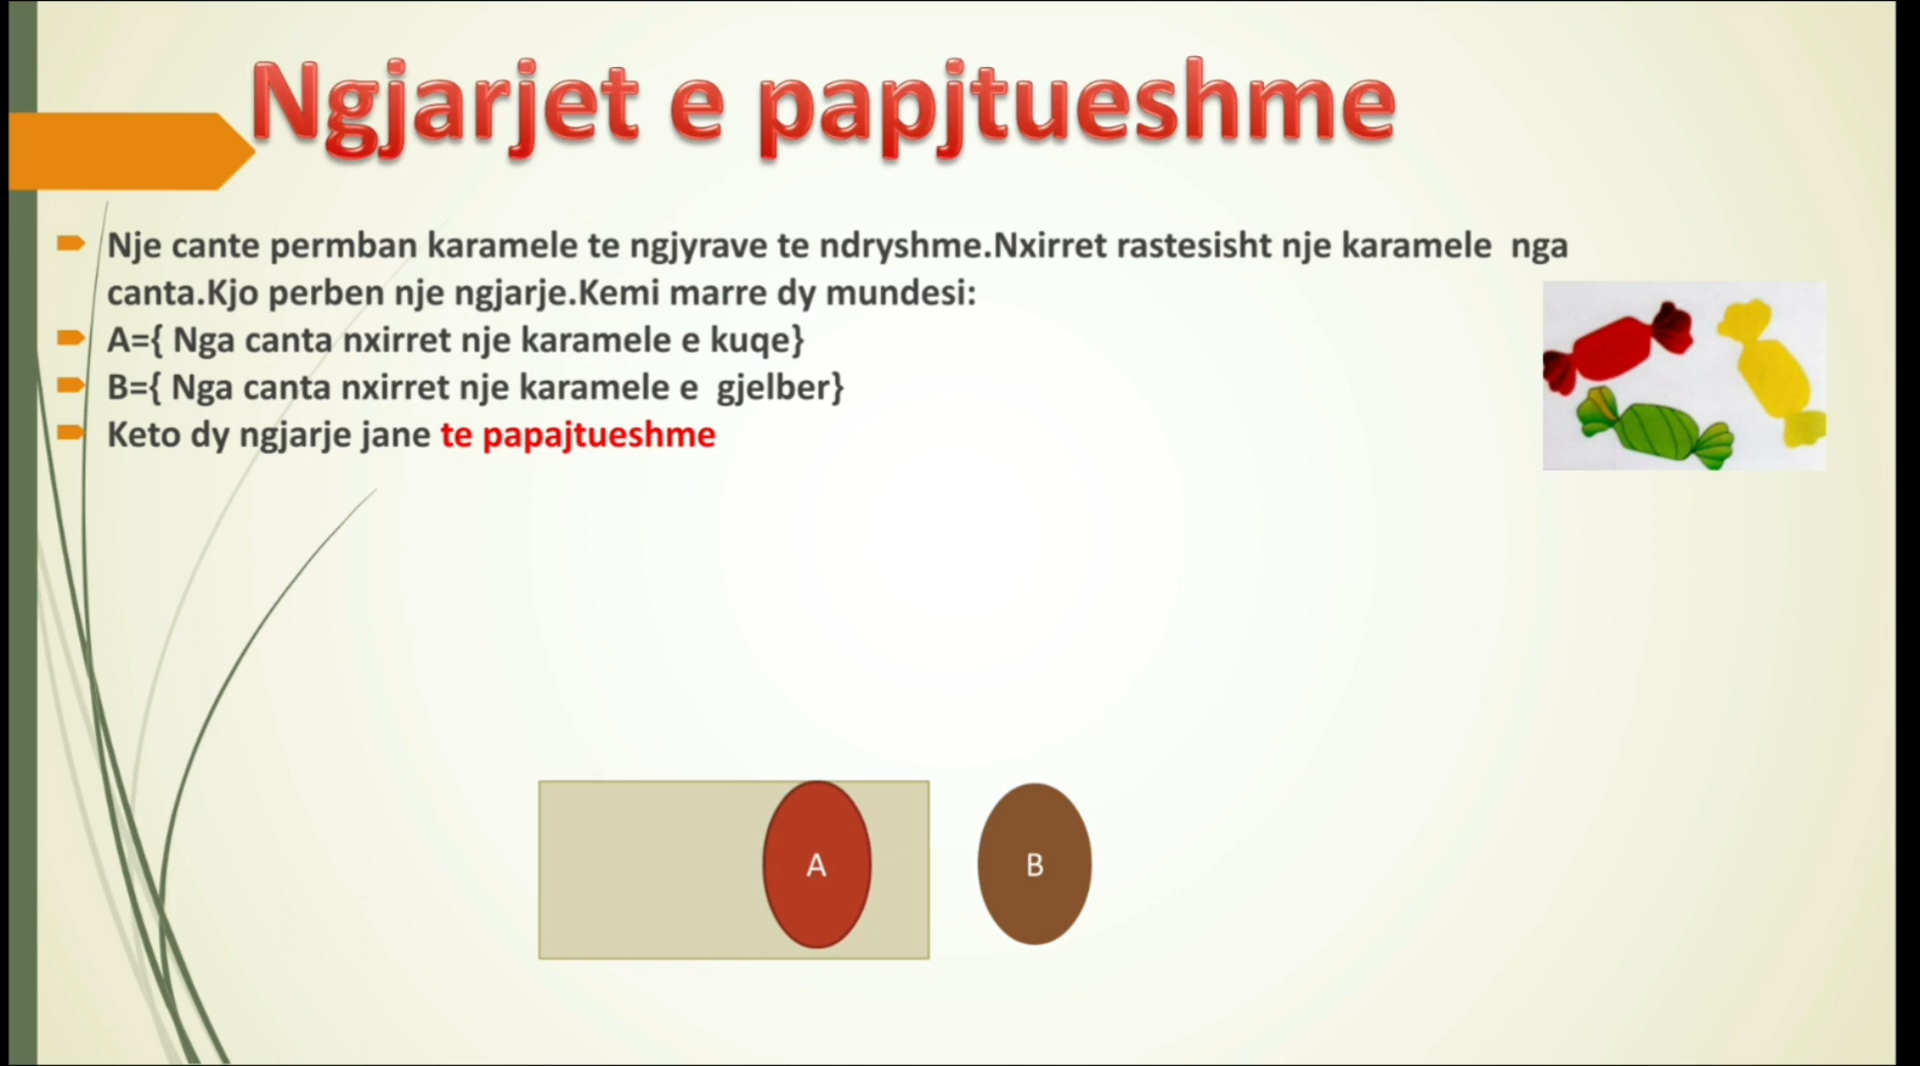 Ngjarjet e papjtueshme
Nje cante permban karamele te ngjyrave te ndryshme.Nxirret rastesisht nje karamele nga
canta.Kjo perben nje ngjarje.Kemi marre dy mundesi:
A={ Nga canta nxirret nje karamele e kuqe}
B={ Nga canta nxirret nje karamele e gjelber}
Keto dy ngjarje jane te papajtueshme
A
B